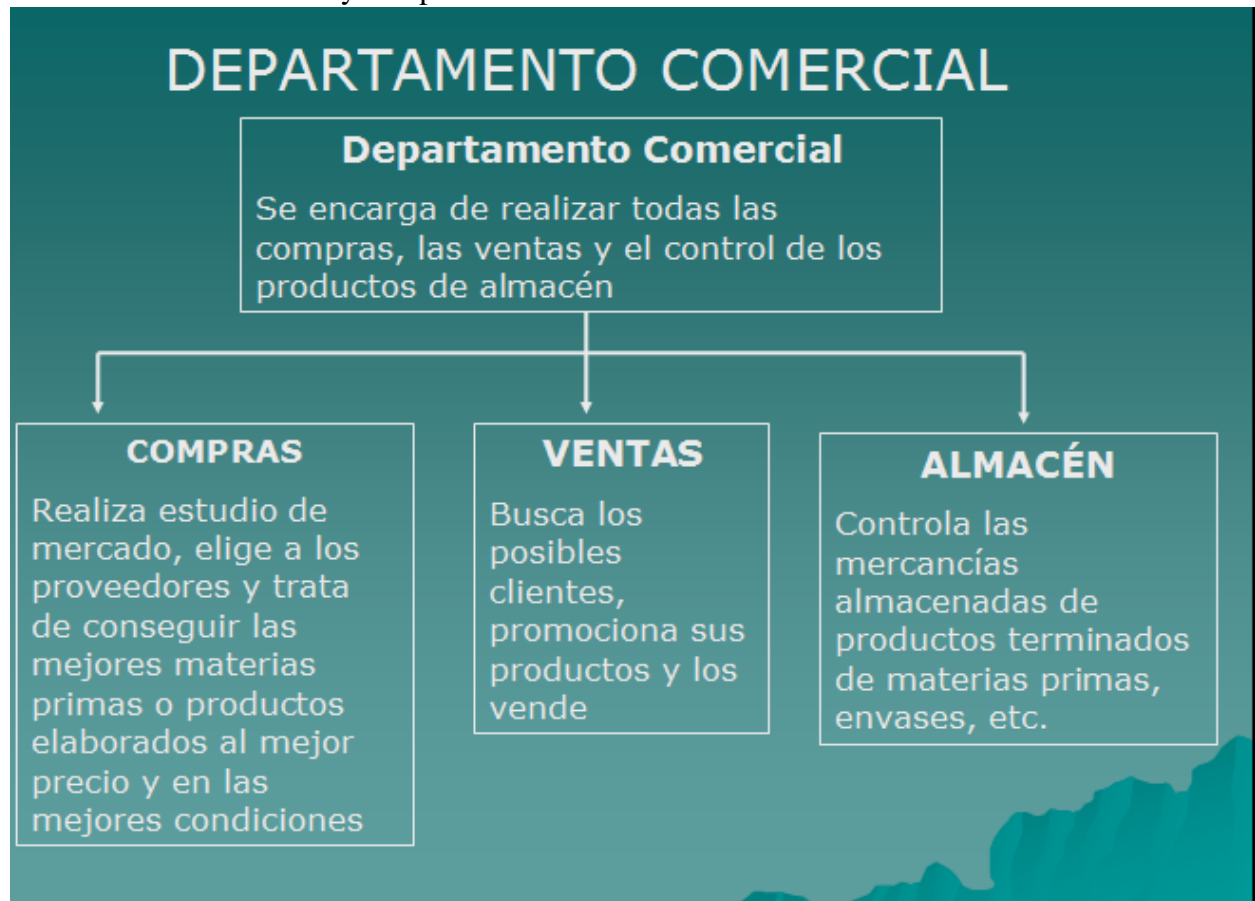 DEPARTAMENTO COMERCIAL
Departamento Comercial
Se encarga de realizar todas las
compras, las ventas y el control de los
productos de almacén
COMPRAS
Realiza estudio de
mercado, elige a los
proveedores y trata
de conseguir las
mejores materias
primas o productos
elaborados al mejor
precio y en las
mejores condiciones
VENTAS
Busca los
posibles
clientes,
promociona sus
productos y los
vende
ALMACÉN
Controla las
mercancías
almacenadas de
productos terminados
de materias primas,
envases, etc.